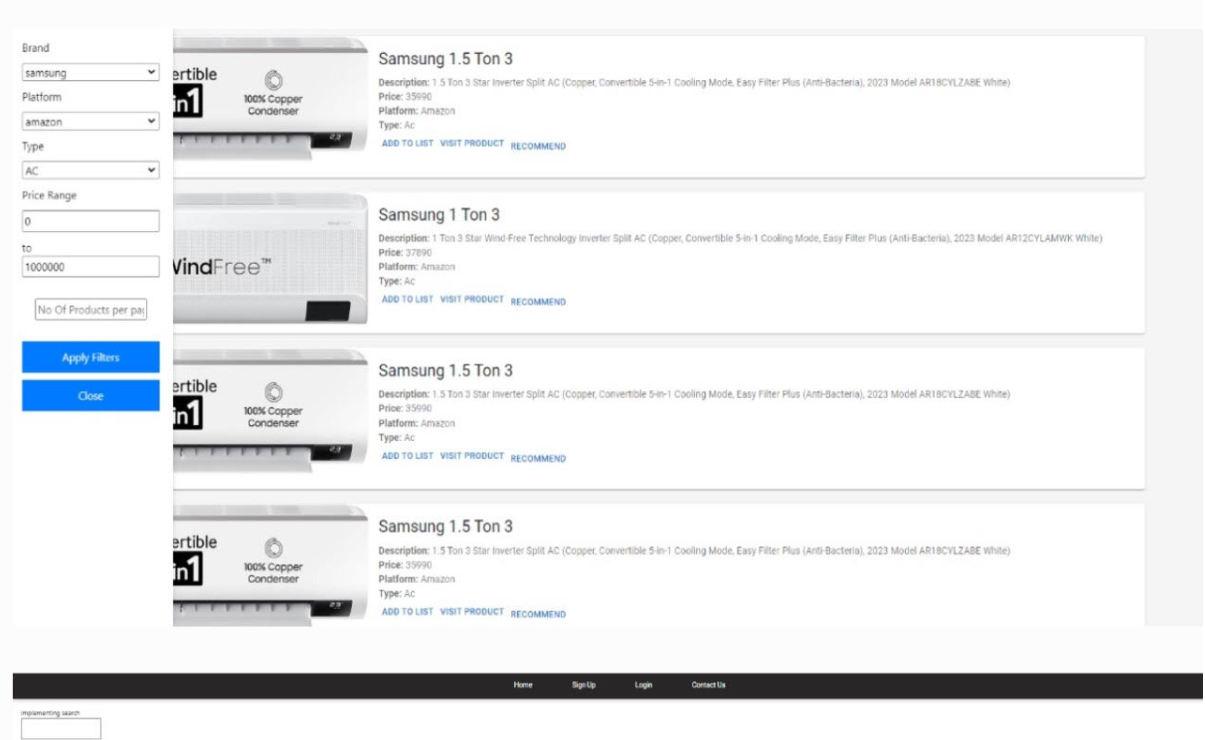 Brand
samsung
Platform
amazon
Type
AC
Price Range
0
to
1000000
No Of Products per pag
Apply Filters
Close
ertible
in1
100% Copper
Condenser
Samsung 1.5 Ton 3
Description: 1.5 Ton 3 Star Inverter Split AC (Copper, Convertible 5-in-1 Cooling Mode, Easy Filter Plus (Anti-Bacteria), 2023 Model AR18CYLZABE White)
Price: 35990
Platform: Amazon
Type: Ac
ADD TO LIST VISIT PRODUCT RECOMMEND
VindFree™
Samsung 1 Ton 3
Description: 1 Ton 3 Star Wind-Free Technology Inverter Split AC (Copper, Convertible 5-in-1 Cooling Mode, Easy Filter Plus (Anti-Bacteria), 2023 Model AR12CYLAMWK White)
Price: 37890
Platform: Amazon
Type: Ac
ADD TO LIST VISIT PRODUCT RECOMMEND
ertible
in1
100% Copper
Condenser
Samsung 1.5 Ton 3
Description: 1.5 Ton 3 Star Inverter Split AC (Copper, Convertible 5-in-1 Cooling Mode, Easy Filter Plus (Anti-Bacteria), 2023 Model AR18CYLZABE White)
Price: 35990
Platform: Amazon
Type: Ac
ADD TO LIST VISIT PRODUCT RECOMMEND
ertible
in1
100% Copper
Condenser
Samsung 1.5 Ton 3
Description: 1.5 Ton 3 Star Inverter Split AC (Copper, Convertible 5-in-1 Cooling Mode, Easy Filter Plus (Anti-Bacteria), 2023 Model AR18CYLZABE White)
Price: 35990
Platform: Amazon
Type: Ac
ADD TO LIST VISIT PRODUCT RECOMMEND
Home Sign Up Login Contact Us
search